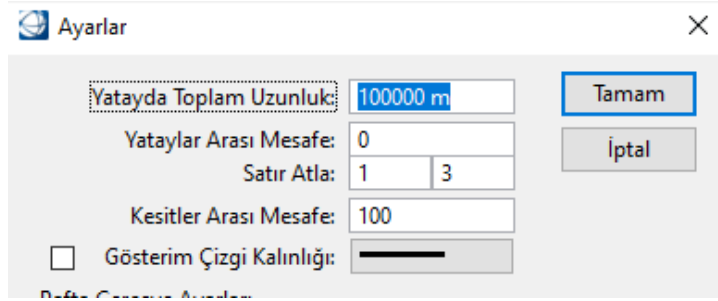 Ayarlar
Yatayda Toplam Uzunluk: 100000 m Tamam
Yataylar Arası Mesafe: 0 İptal
Satır Atla: 1 3
Kesitler Arası Mesafe: 100
Gösterim Çizgi Kalınlığı: